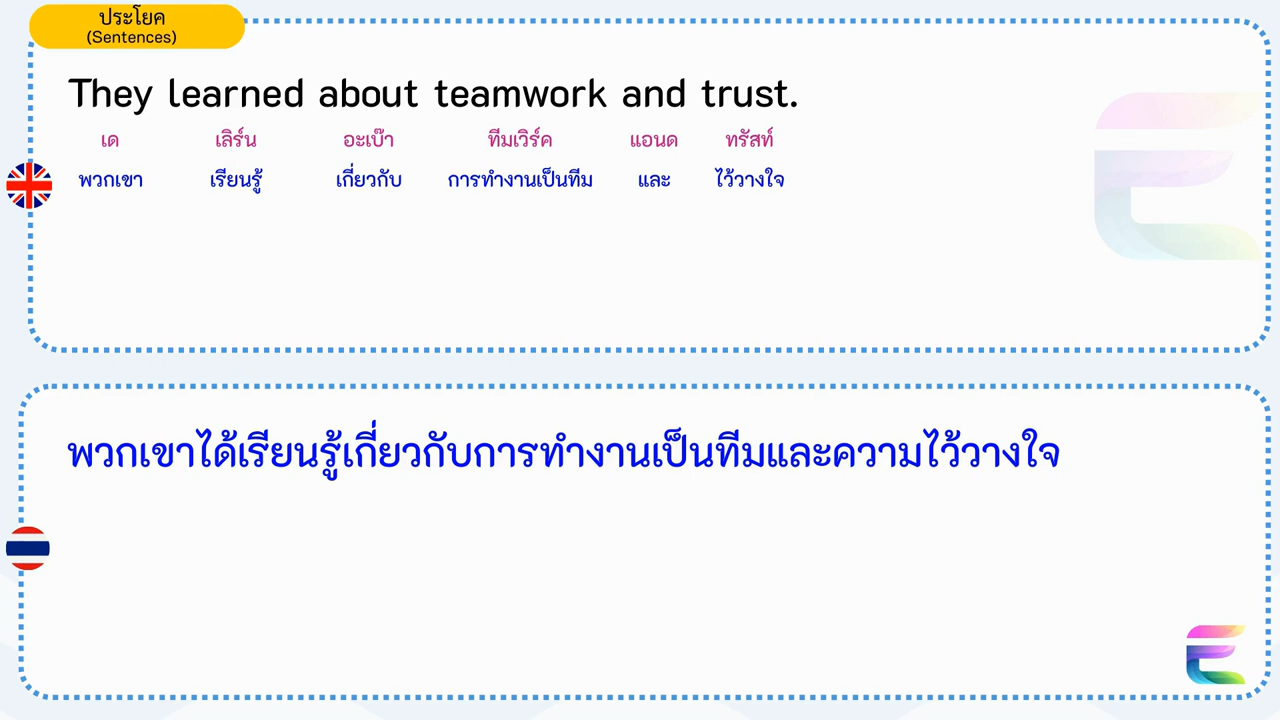 ประโยค
(Sentences)
They learned about teamwork and trust.
เด เลิร์น อะเบ๊า ทีมเวิร์ค แอนด ทรัสท์
พวกเขา เรียนรู้ เกี่ยวกับ การทำงานเป็นทีม และ ไว้วางใจ
พวกเขาได้เรียนรู้เกี่ยวกับการทำงานเป็นทีมและความไว้วางใจ